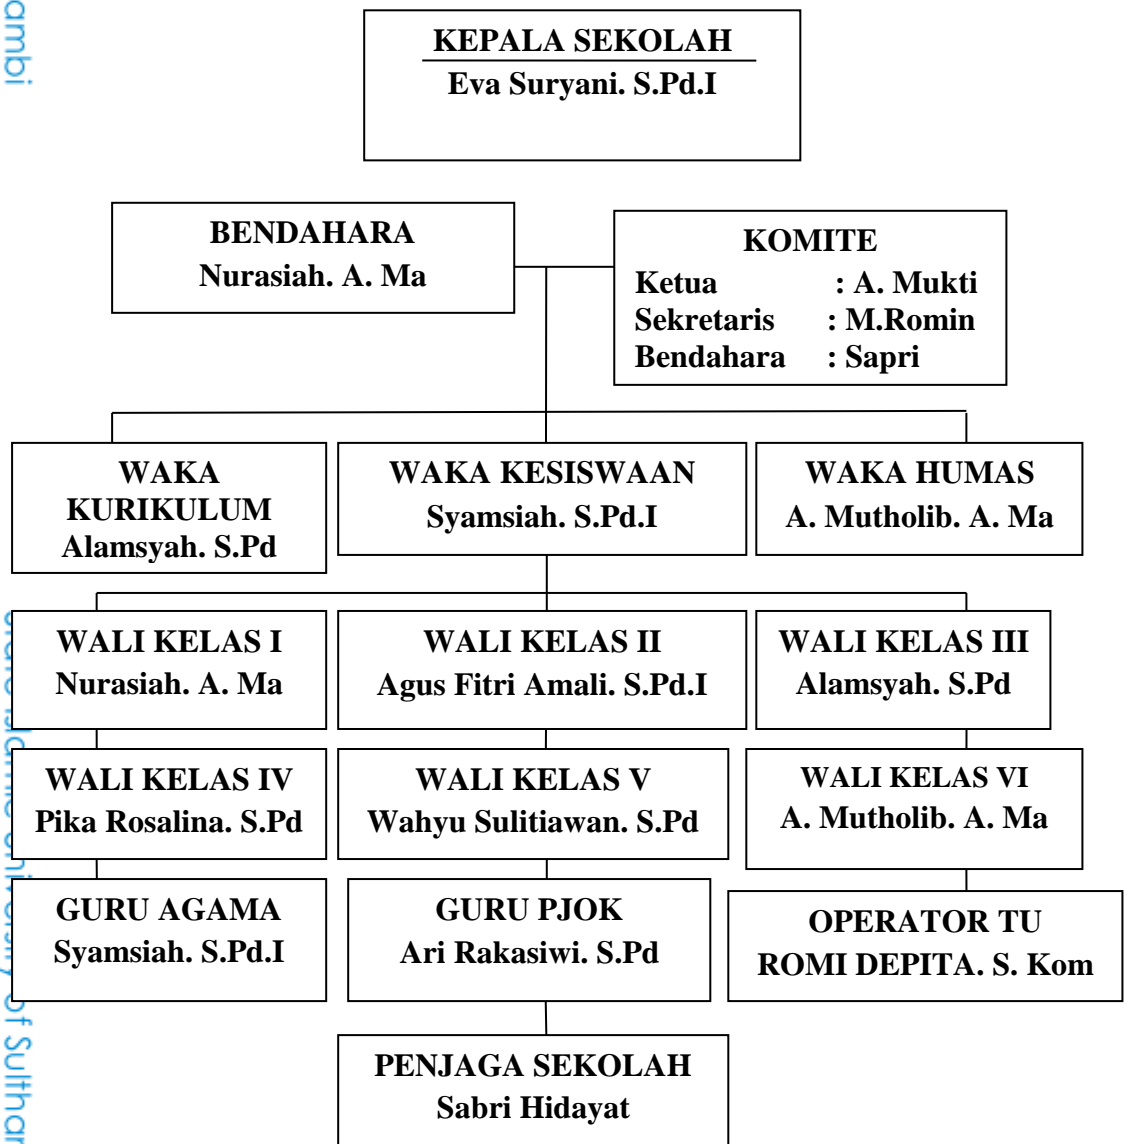 KEPALA SEKOLAH
Eva Suryani. S.Pd.I
BENDAHARA
Nurasiah. A. Ma
KOMITE
Ketua : A. Mukti
Sekretaris : M.Romin
Bendahara : Sapri
WAKA
KURIKULUM
Alamsyah. S.Pd
WAKA KESISWAAN
Syamsiah. S.Pd.I
WAKA HUMAS
A. Mutholib. A. Ma
WALI KELAS I
Nurasiah. A. Ma
WALI KELAS II
Agus Fitri Amali. S.Pd.I
WALI KELAS III
Alamsyah. S.Pd
WALI KELAS IV
Pika Rosalina. S.Pd
WALI KELAS V
Wahyu Sulitiawan. S.Pd
WALI KELAS VI
A. Mutholib. A. Ma
GURU AGAMA
Syamsiah. S.Pd.I
GURU PJOK
Ari Rakasiwi. S.Pd
OPERATOR TU
ROMI DEPITA. S. Kom
PENJAGA SEKOLAH
Sabri Hidayat
ambi
of Sulthan